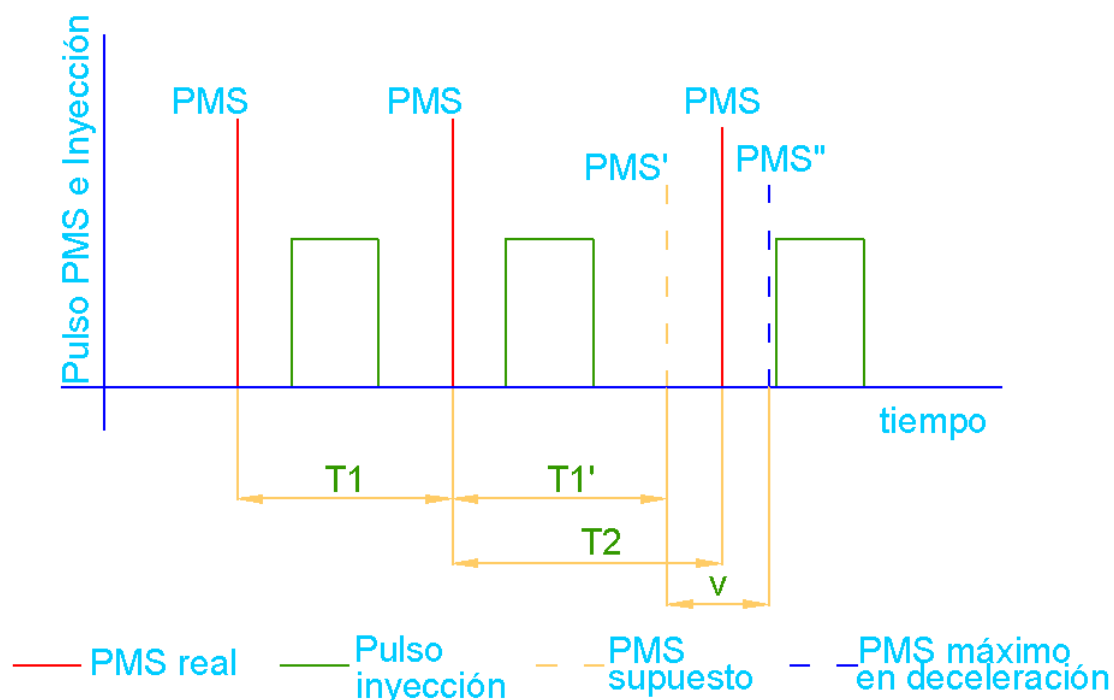 Pulso PMS e Inyección
PMS
PMS
PMS
PMS'
PMS"
tiempo
T1
T1'
T2
v
PMS real
Pulso
inyección
PMS
supuesto
PMS máximo
en deceleración